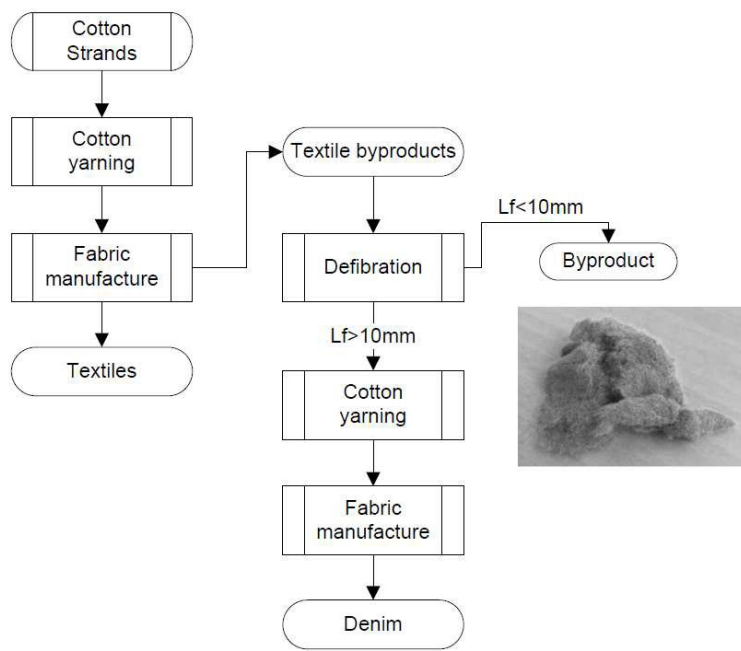 Cotton
Strands
Cotton
yarning
Fabric
manufacture
Textiles
Textile byproducts
Defibration
Lf<10mm
Byproduct
Lf>10mm
Cotton
yarning
Fabric
manufacture
Denim